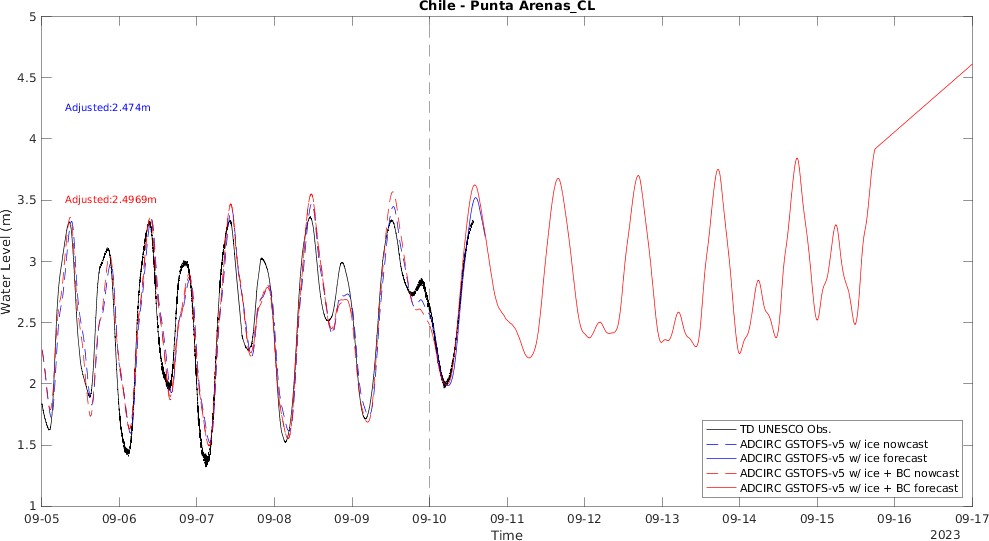 Chile - Punta Arenas_CL
5
4.5
4
3.5
3
2.5
2
1.5
1
Water Level (m)
Adjusted:2.474m
Adjusted:2.4969m
TD UNESCO Obs.
ADCIRC GSTOFS-v5 w/ ice nowcast
ADCIRC GSTOFS-v5 w/ ice forecast
ADCIRC GSTOFS-v5 w/ ice + BC nowcast
ADCIRC GSTOFS-v5 w/ ice + BC forecast
09-05 09-06 09-07 09-08 09-09 09-10 09-11 09-12 09-13 09-14 09-15 09-16 09-17
Time
2023